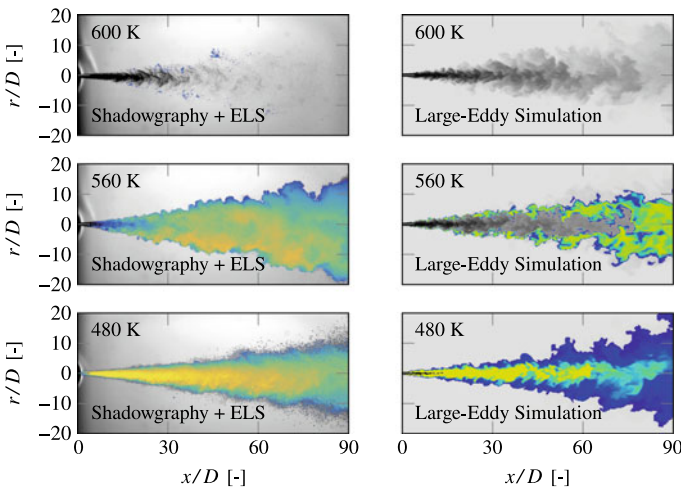 20
10
0
−10
−20
r/D [-]
600 K
Shadowgraphy + ELS
600 K
Large-Eddy Simulation
20
10
0
−10
−20
r/D [-]
560 K
Shadowgraphy + ELS
560 K
Large-Eddy Simulation
20
10
0
−10
−20
r/D [-]
480 K
Shadowgraphy + ELS
480 K
Large-Eddy Simulation
0 30 60 90
x/D [-]
0 30 60 90
x/D [-]